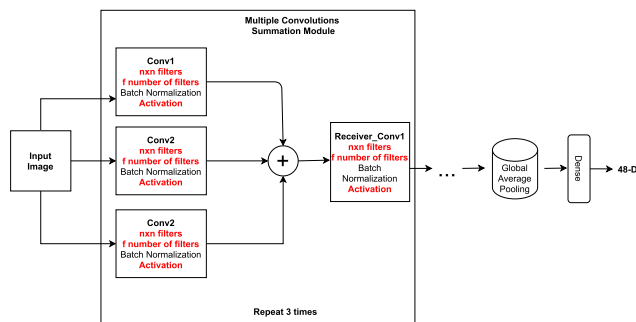 Multiple Convolutions
Summation Module
Conv1
nxn filters
f number of filters
Batch Normalization
Activation
Input
Image
Conv2
nxn filters
f number of filters
Batch Normalization
Activation
+
Receiver_Conv1
nxn filters
f number of filters
Batch
Normalization
Activation
...
Global
Average
Pooling
Dense
48-D
Conv2
nxn filters
f number of filters
Batch Normalization
Activation
Repeat 3 times